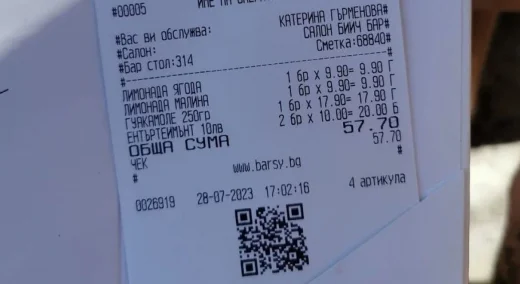 #00005
#Вас ви обслужва: КАТЕРИНА ГЪРМЕНОВА#
#Салон: САЛОН БИИЧ БАР#
#Бар стол:314 Сметка:68840#
ЛИМОНАДА ЯГОДА 1 бр x 9.90= 9.90 Г
ЛИМОНАДА МАЛИНА 1 бр x 9.90= 9.90 Г
ГУАКАМОЛЕ 250гр 1 бр x 17.90= 17.90 Г
ЕНТЪРТЕИМЪНТ 10лв 2 бр x 10.00= 20.00 Б
ОБЩА СУМА 57.70
ЧЕК 57.70
# www.barsy.bg #
0026919 28-07-2023 17:02:16 4 артикула